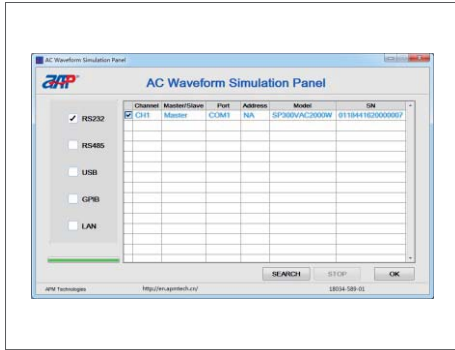 AC Waveform Simulation Panel
APM AC Waveform Simulation Panel
Channel Master/Slave Port Address Model SN
CH1 Master COM1 NA SP300VAC2000W 0118441620000007
RS232
RS485
USB
GPIB
LAN
SEARCH STOP OK
APM Technologies http://en.apmtech.cn/ 18034-589-01